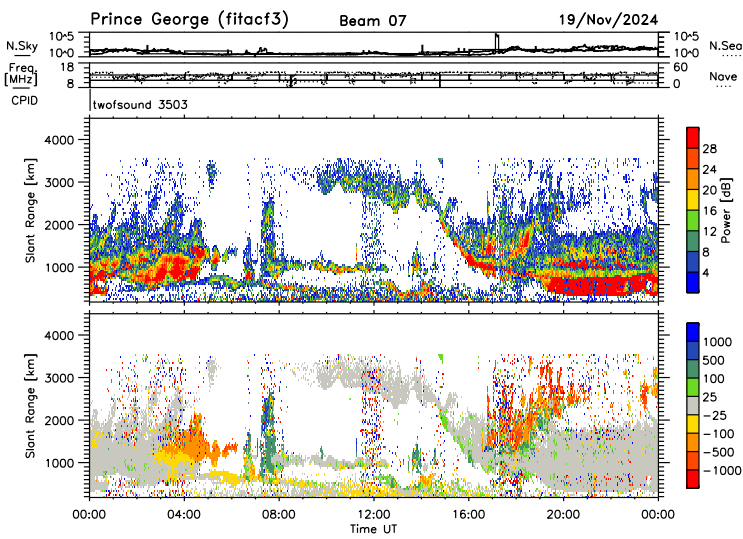 Prince George (fitacf3) Beam 07 19/Nov/2024
N.Sky 10^5 10^0 10^5 10^0 N.Sea
Freq [MHz] 18 8 60 0 Nave
CPID twofsound 3503
Slant Range [km] 4000 3000 2000 1000
Power [dB] 28 24 20 16 12 8 4
Slant Range [km] 4000 3000 2000 1000
1000 500 100 25 -25 -100 -500 -1000
00:00 04:00 08:00 12:00 16:00 20:00 00:00
Time UT